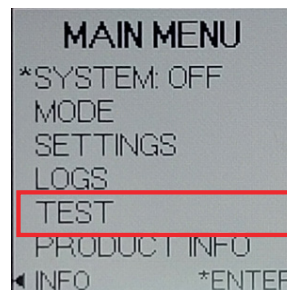 MAIN MENU
*SYSTEM: OFF
MODE
SETTINGS
LOGS
TEST
PRODUCT INFO
INFO *ENTER